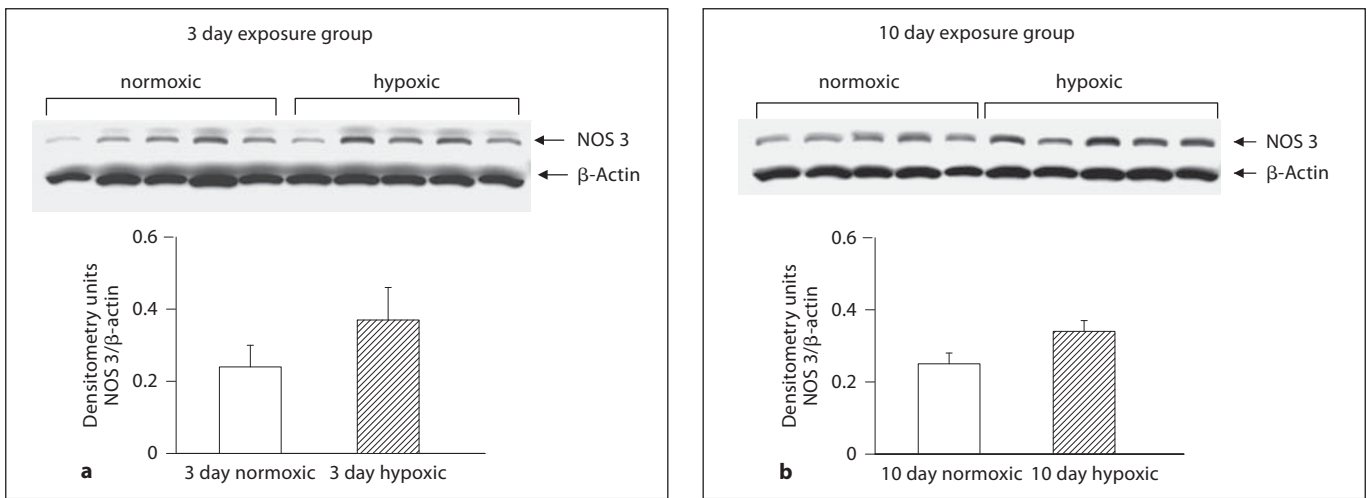 3 day exposure group
normoxic hypoxic
NOS 3
β-Actin
Densitometry units
NOS 3/β-actin
0.6
0.4
0.2
0
3 day normoxic 3 day hypoxic
a
10 day exposure group
normoxic hypoxic
NOS 3
β-Actin
Densitometry units
NOS 3/β-actin
0.6
0.4
0.2
0
10 day normoxic 10 day hypoxic
b